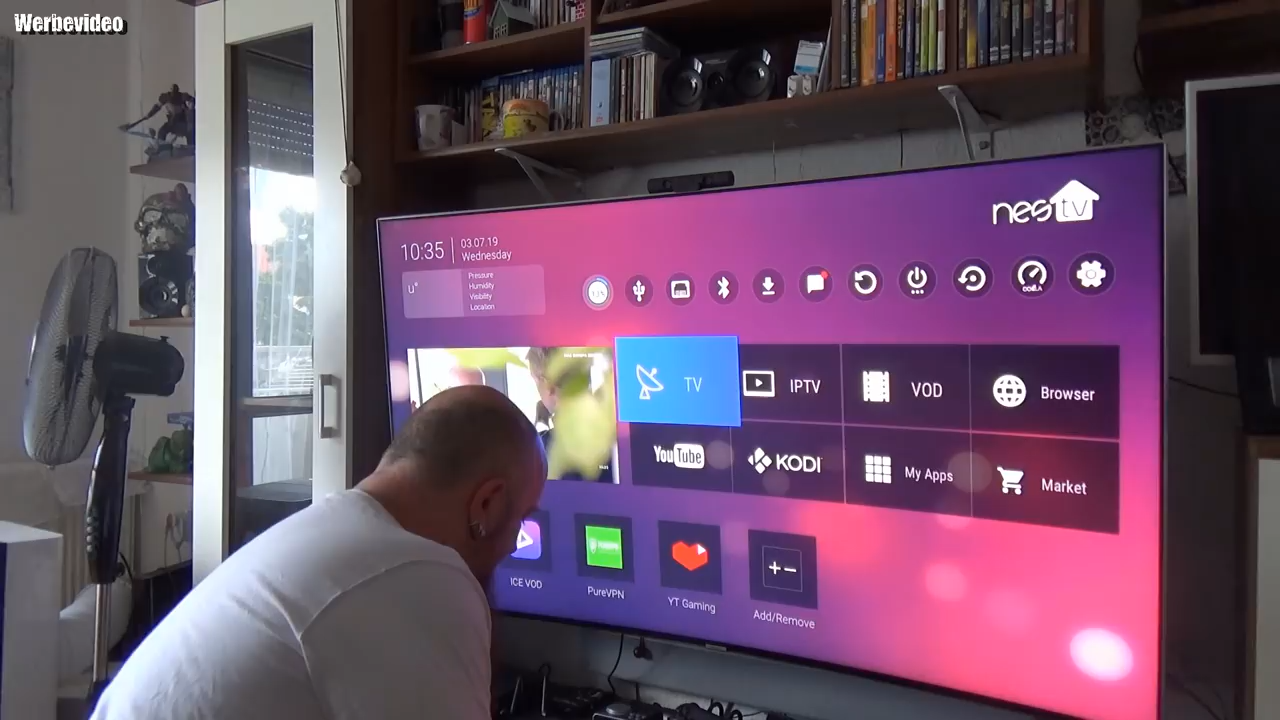 Werbevideo
nes tv
10:35
03.07.19
Wednesday
u°
Pressure
Humidity
Visibility
Location
TV
IPTV
VOD
Browser
YouTube
KODI
My Apps
Market
ICE VOD
PureVPN
YT Gaming
Add/Remove